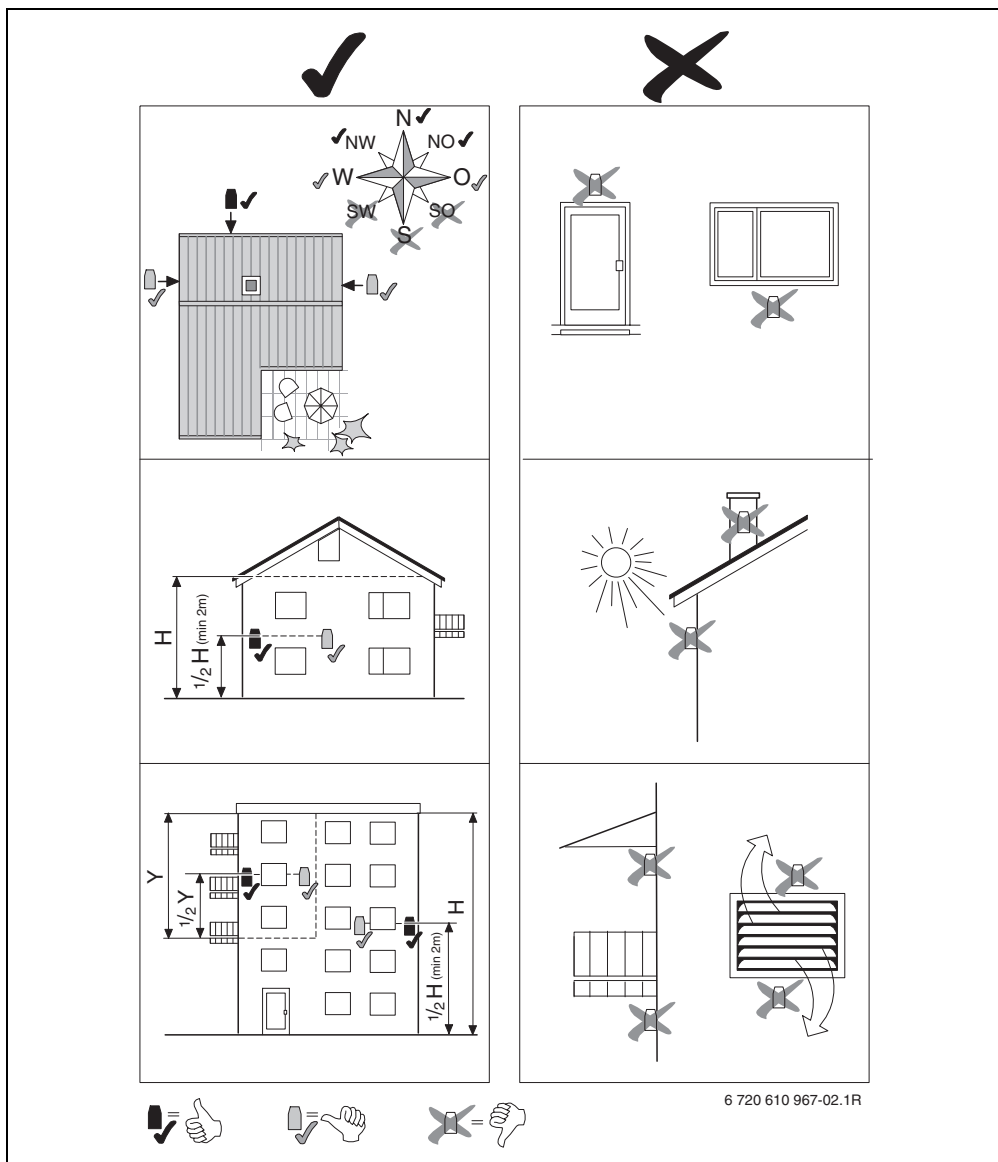 N
NW
NO
W
O
SW
SO
S
H
1/2 H (min 2m)
Y
1/2 Y
H
1/2 H (min 2m)
6 720 610 967-02.1R
=
=
=